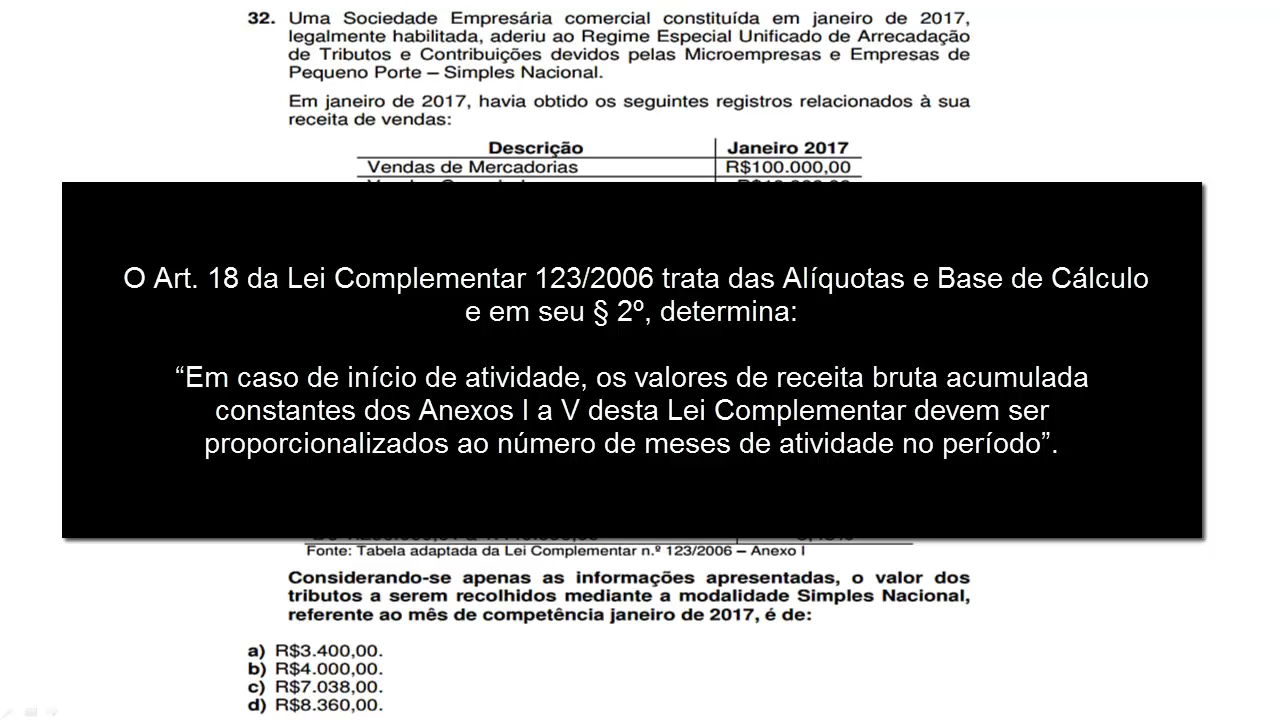 32. Uma Sociedade Empresária comercial constituída em janeiro de 2017,
legalmente habilitada, aderiu ao Regime Especial Unificado de Arrecadação
de Tributos e Contribuições devidos pelas Microempresas e Empresas de
Pequeno Porte – Simples Nacional.
Em janeiro de 2017, havia obtido os seguintes registros relacionados à sua
receita de vendas:
Descrição Janeiro 2017
Vendas de Mercadorias R$100.000,00
O Art. 18 da Lei Complementar 123/2006 trata das Alíquotas e Base de Cálculo
e em seu § 2º, determina:
“Em caso de início de atividade, os valores de receita bruta acumulada
constantes dos Anexos I a V desta Lei Complementar devem ser
proporcionalizados ao número de meses de atividade no período”.
Fonte: Tabela adaptada da Lei Complementar n.º 123/2006 – Anexo I
Considerando-se apenas as informações apresentadas, o valor dos
tributos a serem recolhidos mediante a modalidade Simples Nacional,
referente ao mês de competência janeiro de 2017, é de:
a) R$3.400,00.
b) R$4.000,00.
c) R$7.038,00.
d) R$8.360,00.